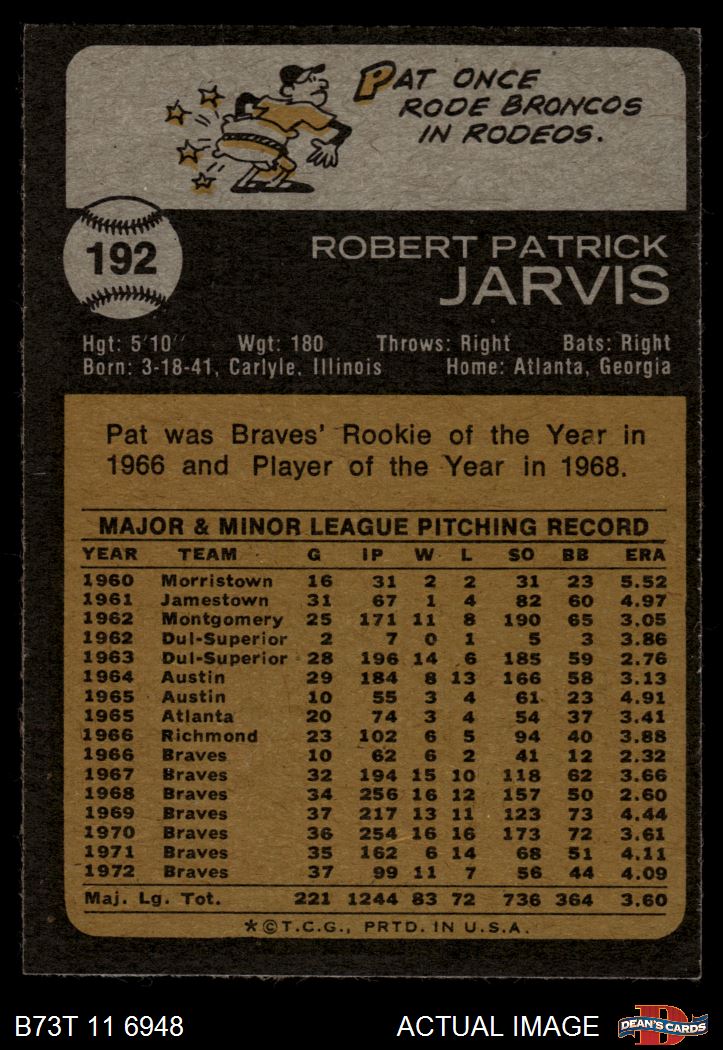 PAT ONCE
RODE BRONCOS
IN RODEOS.
192
ROBERT PATRICK
JARVIS
Hgt: 5'10" Wgt: 180 Throws: Right Bats: Right
Born: 3-18-41, Carlyle, Illinois Home: Atlanta, Georgia
Pat was Braves' Rookie of the Year in
1966 and Player of the Year in 1968.
MAJOR & MINOR LEAGUE PITCHING RECORD
YEAR TEAM G IP W L SO BB ERA
1960 Morristown 16 31 2 2 31 23 5.52
1961 Jamestown 31 67 1 4 82 60 4.97
1962 Montgomery 25 171 11 8 190 65 3.05
1962 Dul-Superior 2 7 0 1 5 3 3.86
1963 Dul-Superior 28 196 14 6 185 59 2.76
1964 Austin 29 184 8 13 166 58 3.13
1965 Austin 10 55 3 4 61 23 4.91
1965 Atlanta 20 74 3 4 54 37 3.41
1966 Richmond 23 102 6 5 94 40 3.88
1966 Braves 10 62 6 2 41 12 2.32
1967 Braves 32 194 15 10 118 62 3.66
1968 Braves 34 256 16 12 157 50 2.60
1969 Braves 37 217 13 11 123 73 4.44
1970 Braves 36 254 16 16 173 72 3.61
1971 Braves 35 162 6 14 68 51 4.11
1972 Braves 37 99 11 7 56 44 4.09
Maj. Lg. Tot. 221 1244 83 72 736 364 3.60
*©T.C.G., PRTD. IN U.S.A.
B73T 11 6948 ACTUAL IMAGE D DEAN'S CARDS